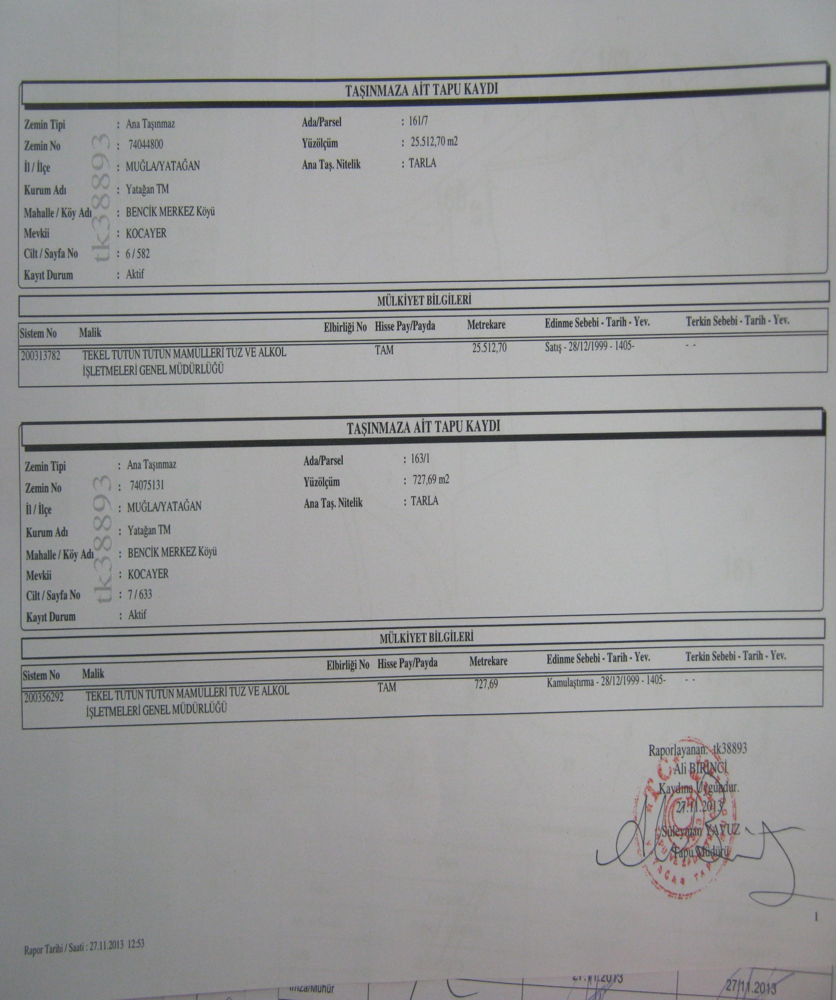 TAŞINMAZA AİT TAPU KAYDI
Zemin Tipi : Ana Taşınmaz Ada/Parsel : 161/7
Zemin No : 74044800 Yüzölçüm : 25.512,70 m2
İl / İlçe : MUĞLA/YATAĞAN Ana Taş. Nitelik : TARLA
Kurum Adı : Yatağan TM
Mahalle / Köy Adı : BENCİK MERKEZ Köyü
Mevkii : KOCAYER
Cilt / Sayfa No : 6 / 582
Kayıt Durum : Aktif
tk38893
MÜLKİYET BİLGİLERİ
Sistem No Malik Elbirliği No Hisse Pay/Payda Metrekare Edinme Sebebi - Tarih - Yev. Terkin Sebebi - Tarih - Yev.
200313782 TEKEL TÜTÜN TÜTÜN MAMÜLLERİ TUZ VE ALKOL TAM 25.512,70 Satış - 28/12/1999 - 1405- - -
İŞLETMELERİ GENEL MÜDÜRLÜĞÜ
TAŞINMAZA AİT TAPU KAYDI
Zemin Tipi : Ana Taşınmaz Ada/Parsel : 163/1
Zemin No : 74075131 Yüzölçüm : 727,69 m2
İl / İlçe : MUĞLA/YATAĞAN Ana Taş. Nitelik : TARLA
Kurum Adı : Yatağan TM
Mahalle / Köy Adı : BENCİK MERKEZ Köyü
Mevkii : KOCAYER
Cilt / Sayfa No : 7 / 633
Kayıt Durum : Aktif
tk38893
MÜLKİYET BİLGİLERİ
Sistem No Malik Elbirliği No Hisse Pay/Payda Metrekare Edinme Sebebi - Tarih - Yev. Terkin Sebebi - Tarih - Yev.
200356292 TEKEL TÜTÜN TÜTÜN MAMÜLLERİ TUZ VE ALKOL TAM 727,69 Kamulaştırma - 28/12/1999 - 1405- - -
İŞLETMELERİ GENEL MÜDÜRLÜĞÜ
Raporlayanan: tk38893
Ali BİRİNCİ
Kaydına Uygundur.
27.11.2013
Süleyman YAVUZ
Tapu Müdürü
1
Rapor Tarihi / Saati : 27.11.2013 12:53
İmza/Mühür 27.11.2013 27/11.2013